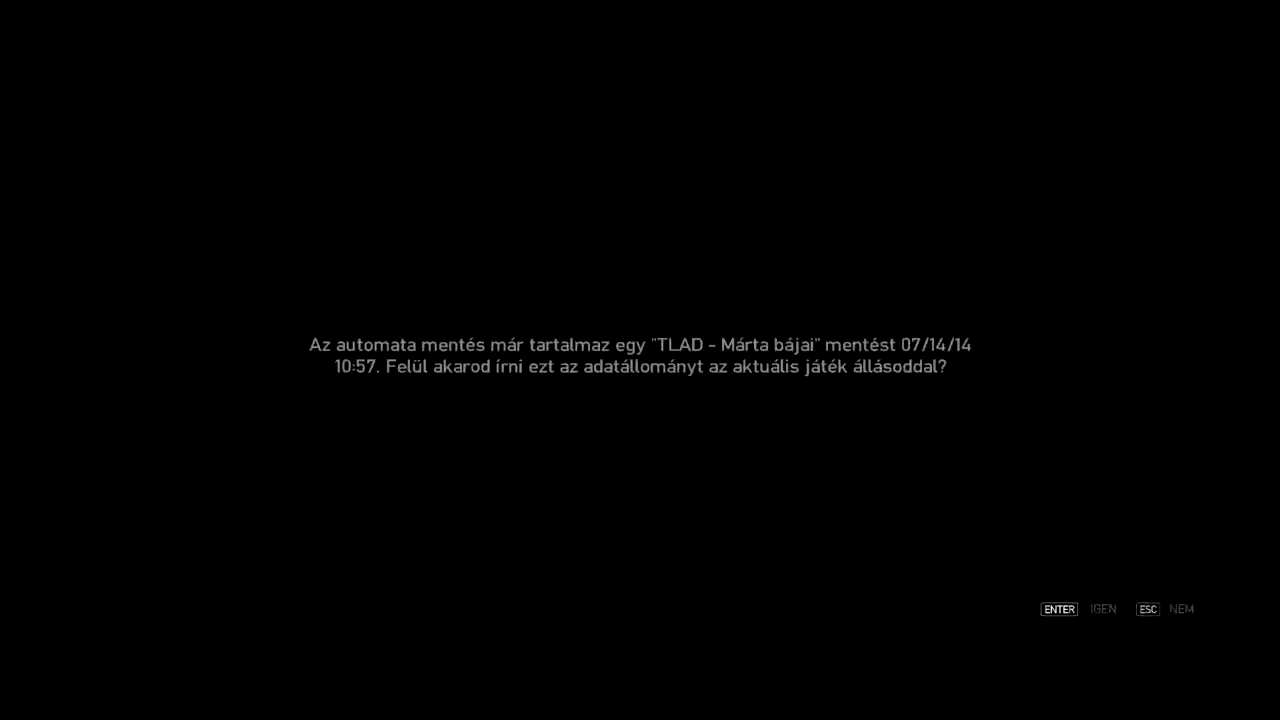 Az automata mentés már tartalmaz egy "TLAD - Márta bájai" mentést 07/14/14
10:57. Felül akarod írni ezt az adatállományt az aktuális játék állásoddal?
ENTER IGEN ESC NEM